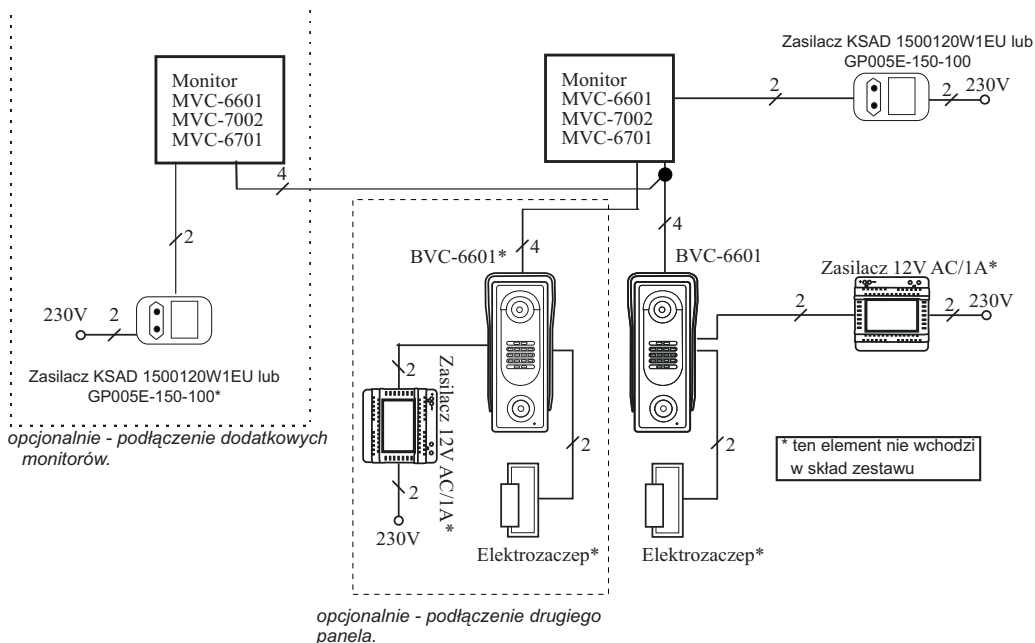 Zasilacz KSAD 1500120W1EU lub
GP005E-150-100
Monitor
MVC-6601
MVC-7002
MVC-6701
Monitor
MVC-6601
MVC-7002
MVC-6701
2
2
230V
4
2
4
4
BVC-6601*
BVC-6601
Zasilacz 12V AC/1A*
2
2
230V
230V
2
Zasilacz KSAD 1500120W1EU lub
GP005E-150-100*
opcjonalnie - podłączenie dodatkowych
monitorów.
2
Zasilacz 12V AC/1A*
2
230V
2
2
Elektrozaczep*
Elektrozaczep*
* ten element nie wchodzi
w skład zestawu
opcjonalnie - podłączenie drugiego
panela.